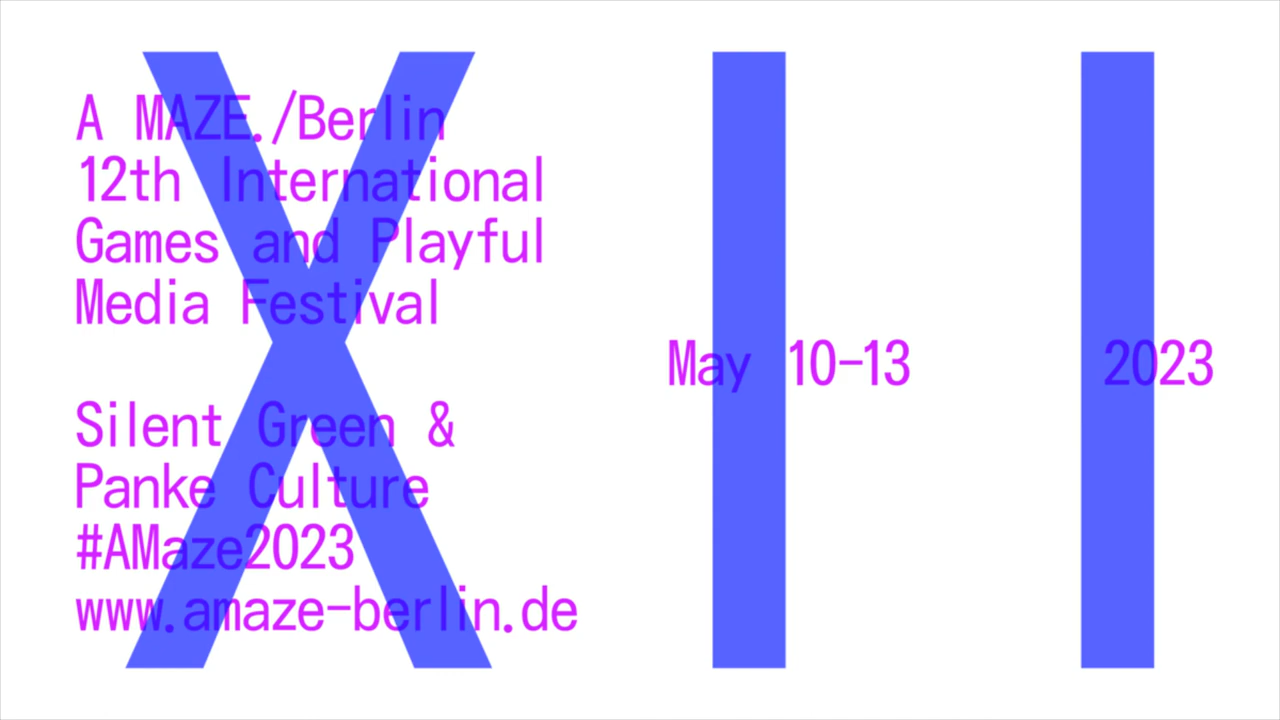 XII
A MAZE./Berlin
12th International
Games and Playful
Media Festival
May 10-13 2023
Silent Green &
Panke Culture
#AMaze2023
www.amaze-berlin.de